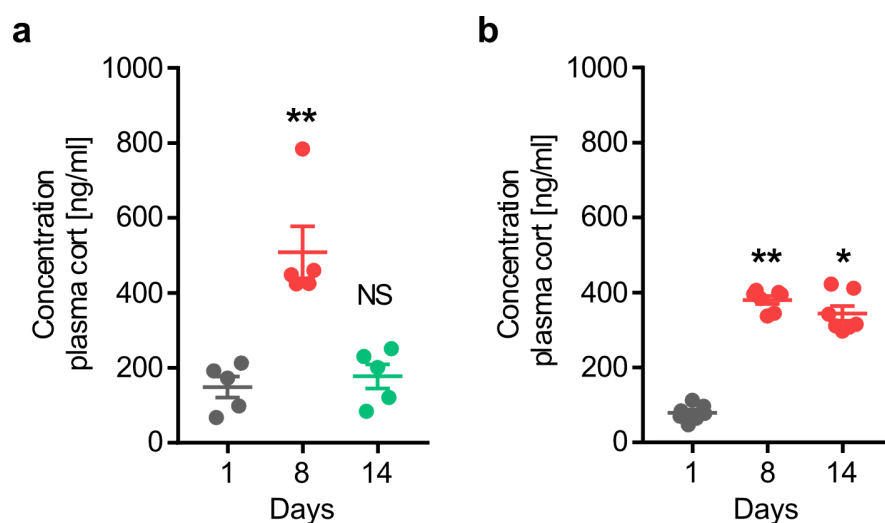 a
Concentration
plasma cort [ng/ml]
1000
800
600
400
200
0
**
NS
1 8 14
Days
b
Concentration
plasma cort [ng/ml]
1000
800
600
400
200
0
** *
1 8 14
Days